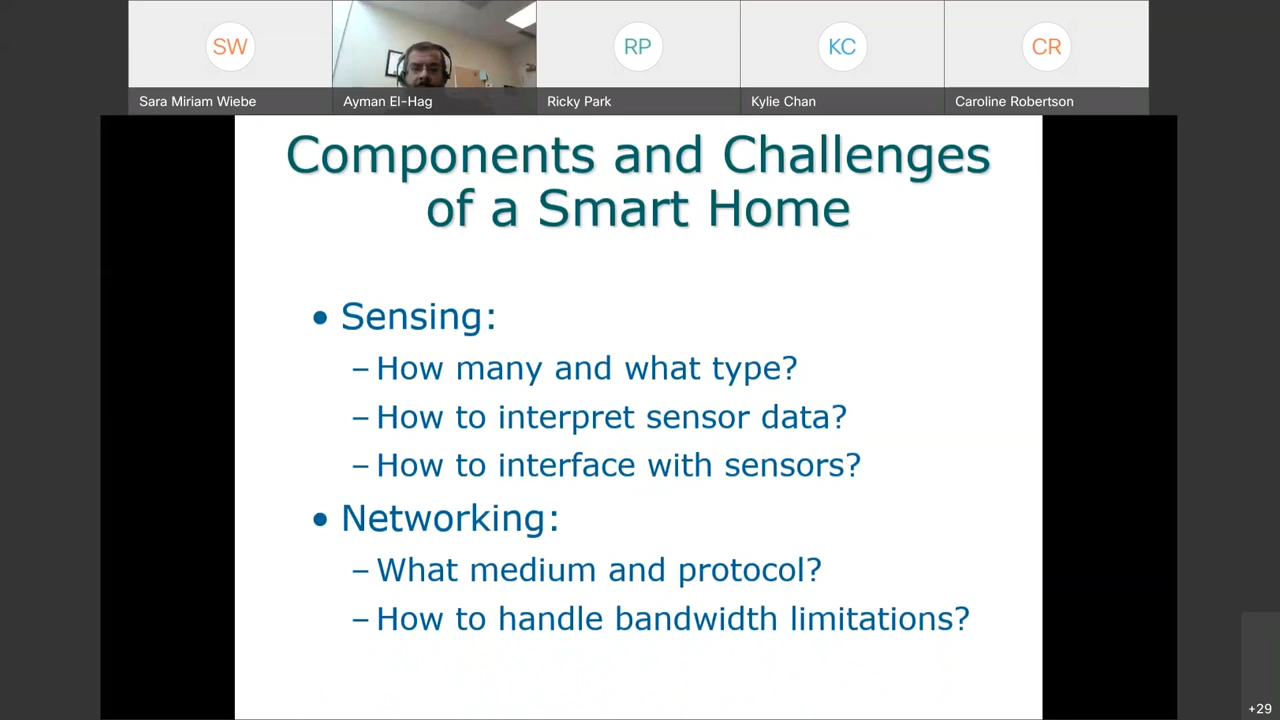 SW
RP
KC
CR
Sara Miriam Wiebe
Ayman El-Hag
Ricky Park
Kylie Chan
Caroline Robertson
Components and Challenges
of a Smart Home
• Sensing:
– How many and what type?
– How to interpret sensor data?
– How to interface with sensors?
• Networking:
– What medium and protocol?
– How to handle bandwidth limitations?
+29